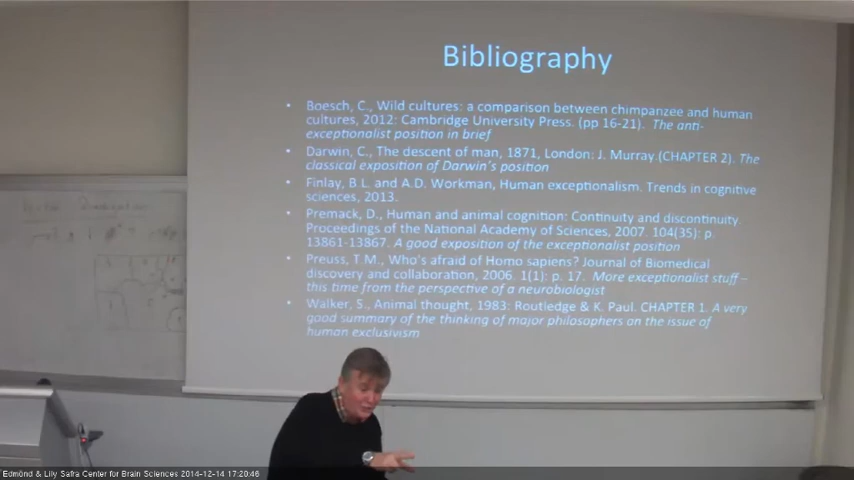 Bibliography
• Boesch, C., Wild cultures: a comparison between chimpanzee and human
cultures, 2012: Cambridge University Press. (pp 16-21). The anti-
exceptionalist position in brief
• Darwin, C., The descent of man, 1871, London: J. Murray.(CHAPTER 2). The
classical exposition of Darwin's position
• Finlay, B.L. and A.D. Workman, Human exceptionalism. Trends in cognitive
sciences, 2013.
• Premack, D., Human and animal cognition: Continuity and discontinuity.
Proceedings of the National Academy of Sciences, 2007. 104(35): p.
13861-13867. A good exposition of the exceptionalist position
• Preuss, T.M., Who's afraid of Homo sapiens? Journal of Biomedical
discovery and collaboration, 2006. 1(1): p. 17. More exceptionalist stuff –
this time from the perspective of a neurobiologist
• Walker, S., Animal thought, 1983: Routledge & K. Paul. CHAPTER 1. A very
good summary of the thinking of major philosophers on the issue of
human exclusivism
Edmond & Lily Safra Center for Brain Sciences 2014-12-14 17:20:46